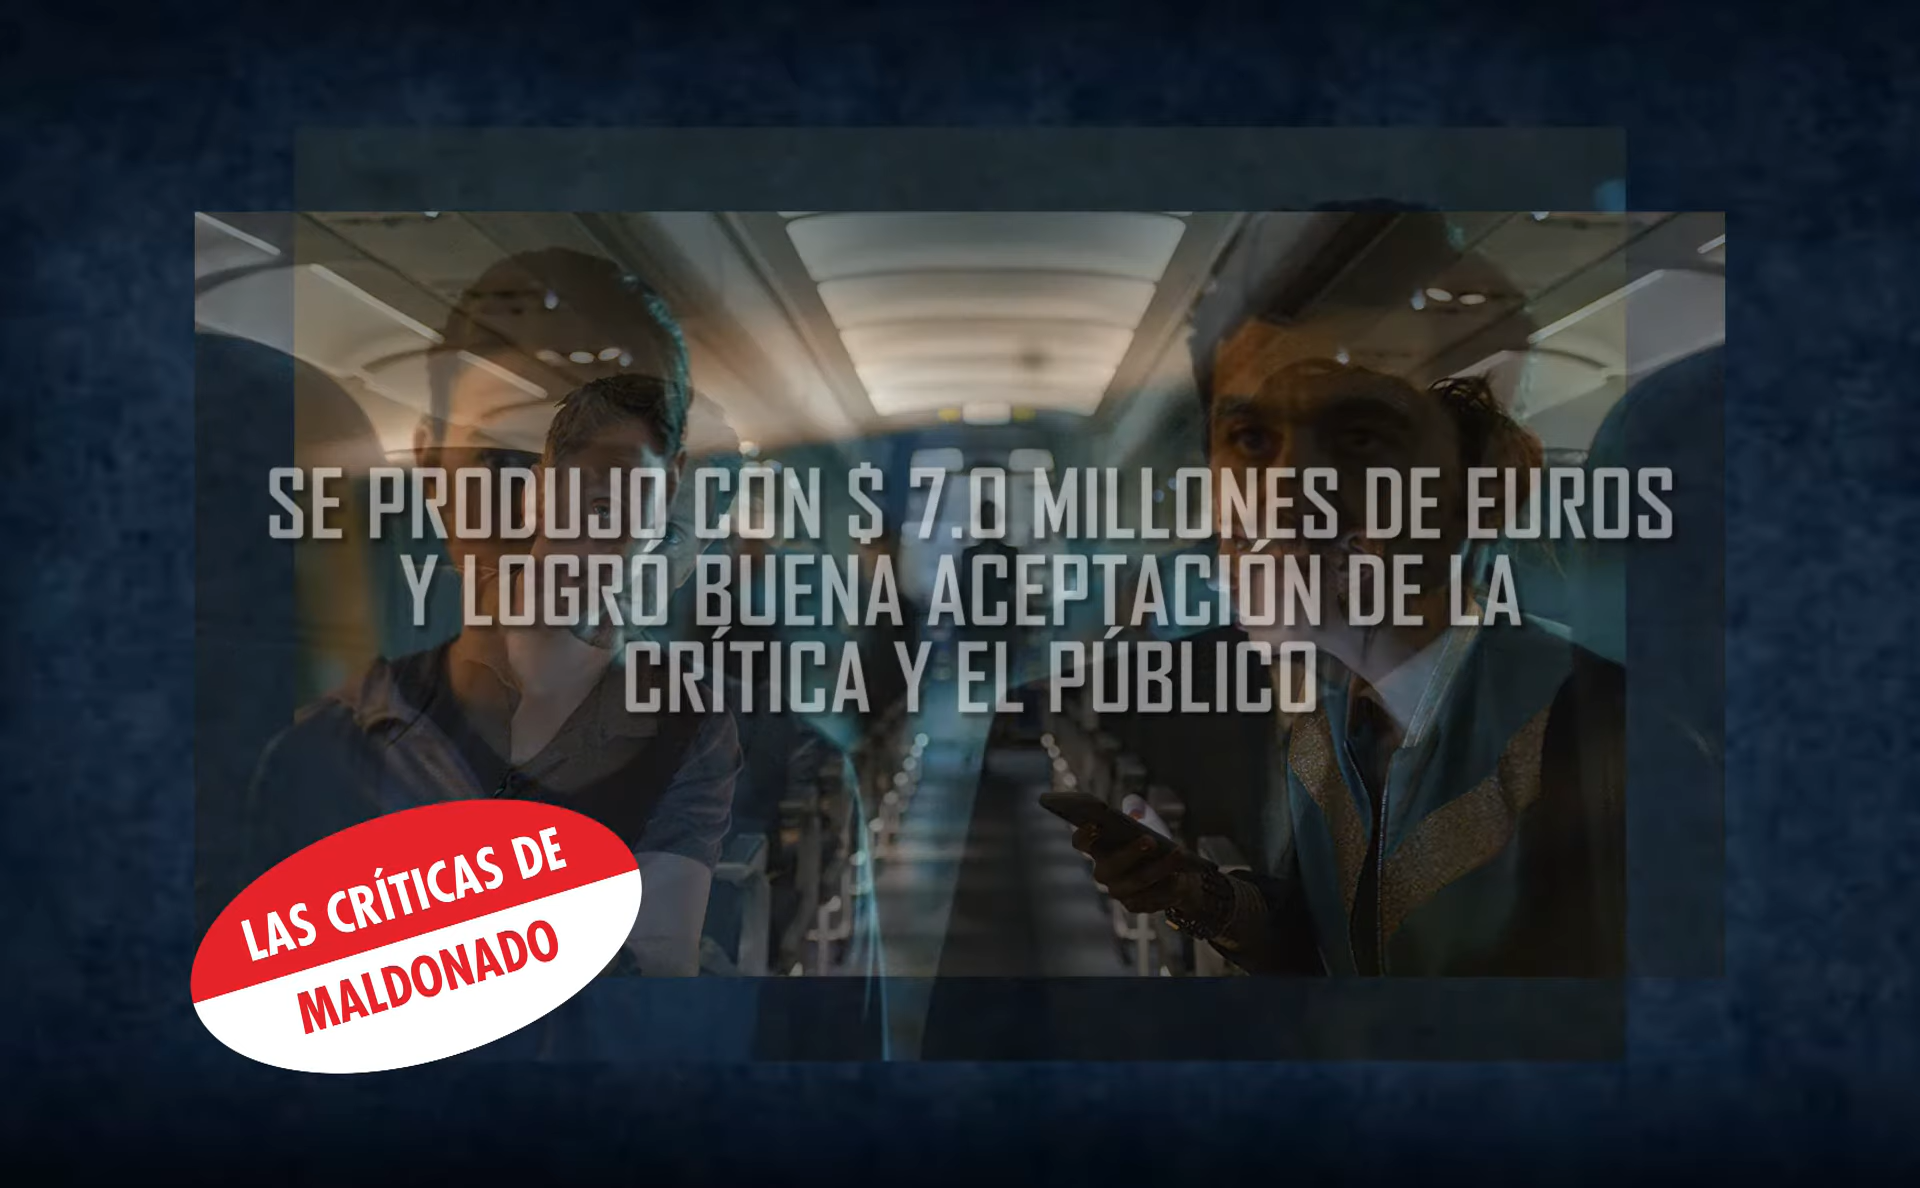 SE PRODUJO CON $ 7.0 MILLONES DE EUROS
Y LOGRÓ BUENA ACEPTACIÓN DE LA
CRÍTICA Y EL PÚBLICO
LAS CRÍTICAS DE
MALDONADO